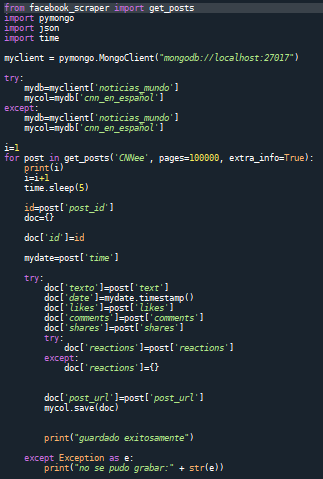 from facebook_scraper import get_posts
import pymongo
import json
import time
myclient = pymongo.MongoClient("mongodb://localhost:27017")
try:
    mydb=myclient['noticias_mundo']
    mycol=mydb['cnn_en_español']
except:
    mydb=myclient['noticias_mundo']
    mycol=mydb['cnn_en_español']
i=1
for post in get_posts('CNNee', pages=100000, extra_info=True):
    print(i)
    i=i+1
    time.sleep(5)
    id=post['post_id']
    doc={}
    doc['id']=id
    mydate=post['time']
    try:
        doc['texto']=post['text']
        doc['date']=mydate.timestamp()
        doc['likes']=post['likes']
        doc['comments']=post['comments']
        doc['shares']=post['shares']
        try:
            doc['reactions']=post['reactions']
        except:
            doc['reactions']={}
        doc['post_url']=post['post_url']
        mycol.save(doc)
        print("guardado exitosamente")
    except Exception as e:
        print("no se pudo grabar:" + str(e))